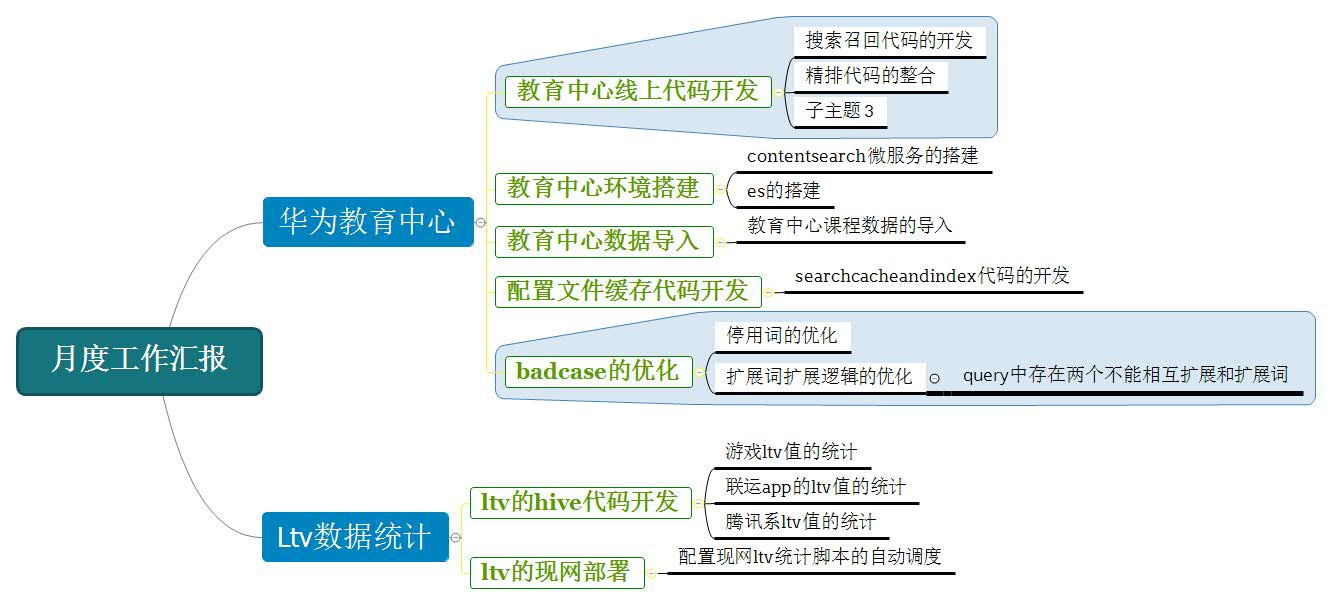 月度工作汇报
华为教育中心
教育中心线上代码开发
搜索召回代码的开发
精排代码的整合
子主题 3
教育中心环境搭建
contentsearch微服务的搭建
es的搭建
教育中心数据导入
教育中心课程数据的导入
配置文件缓存代码开发
searchcacheandindex代码的开发
badcase的优化
停用词的优化
扩展词扩展逻辑的优化
query中存在两个不能相互扩展和扩展词
Ltv数据统计
ltv的hive代码开发
游戏ltv值的统计
联运app的ltv值的统计
腾讯系ltv值的统计
ltv的现网部署
配置现网ltv统计脚本的自动调度